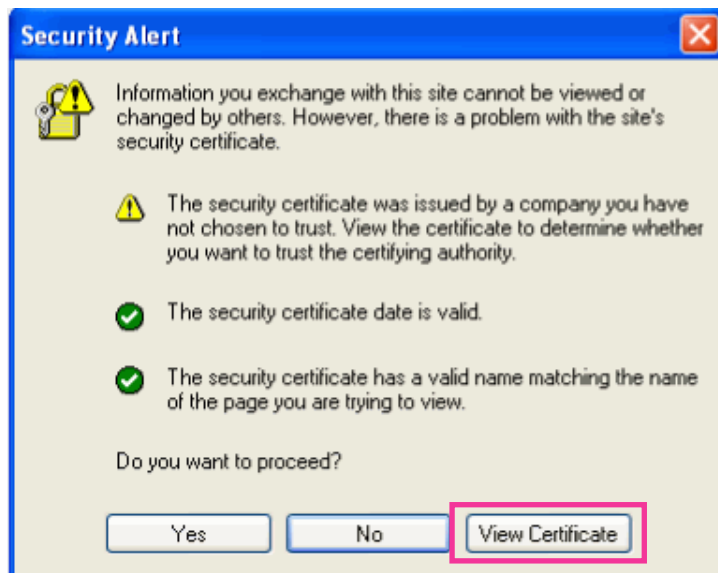 Security Alert
Information you exchange with this site cannot be viewed or
changed by others. However, there is a problem with the site's
security certificate.
The security certificate was issued by a company you have
not chosen to trust. View the certificate to determine whether
you want to trust the certifying authority.
The security certificate date is valid.
The security certificate has a valid name matching the name
of the page you are trying to view.
Do you want to proceed?
Yes No View Certificate